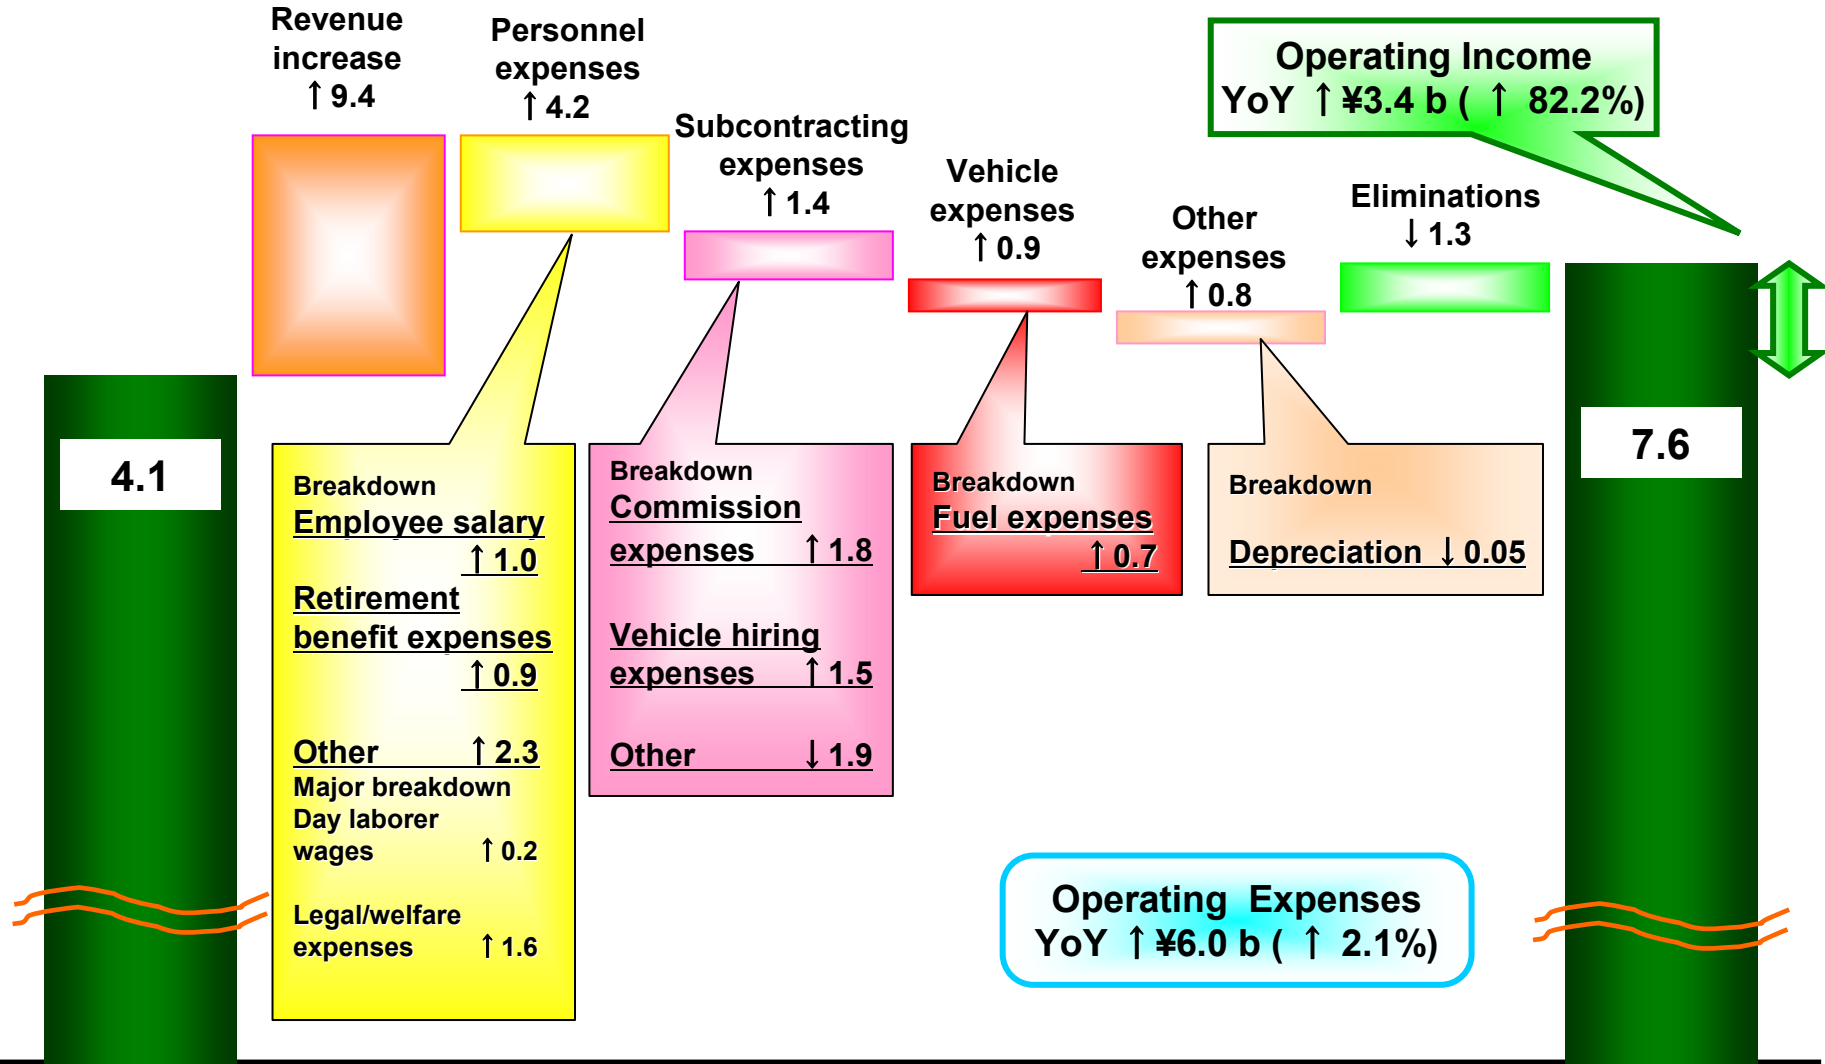 Revenue
increase
↑ 9.4
Personnel
expenses
↑ 4.2
Subcontracting
expenses
↑ 1.4
Vehicle
expenses
↑ 0.9
Other
expenses
↑ 0.8
Eliminations
↓ 1.3
Operating Income
YoY ↑ ¥3.4 b ( ↑ 82.2%)
4.1
7.6
Breakdown
Employee salary
↑ 1.0
Retirement
benefit expenses
↑ 0.9
Other ↑ 2.3
Major breakdown
Day laborer
wages ↑ 0.2
Legal/welfare
expenses ↑ 1.6
Breakdown
Commission
expenses ↑ 1.8
Vehicle hiring
expenses ↑ 1.5
Other ↓ 1.9
Breakdown
Fuel expenses
↑ 0.7
Breakdown
Depreciation ↓ 0.05
Operating Expenses
YoY ↑ ¥6.0 b ( ↑ 2.1%)